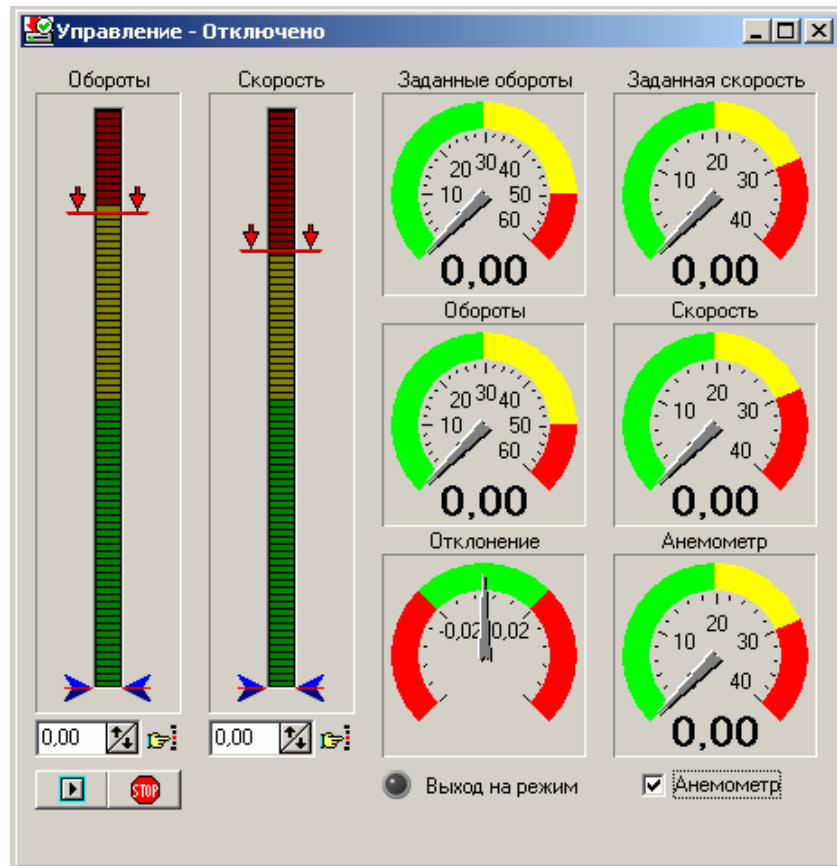 Управление - Отключено
Обороты
Скорость
Заданные обороты
Заданная скорость
10 20 30 40 50 60
0,00
10 20 30 40
0,00
Обороты
Скорость
10 20 30 40 50 60
0,00
10 20 30 40
0,00
Отклонение
Анемометр
-0,02 0,02
10 20 30 40
0,00
0,00
0,00
STOP
Выход на режим
Анемометр